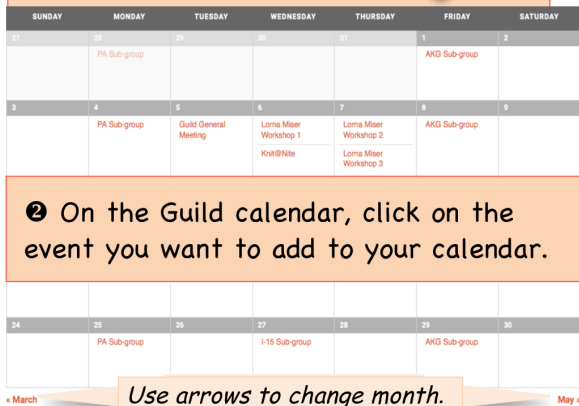 SUNDAY MONDAY TUESDAY WEDNESDAY THURSDAY FRIDAY SATURDAY
27 28 29 30 31 1 2
PA Sub-group AKG Sub-group
3 4 5 6 7 8 9
PA Sub-group Guild General Lorna Miser Lorna Miser AKG Sub-group
Meeting Workshop 1 Workshop 2
Knit@Nite Lorna Miser
Workshop 3
❷ On the Guild calendar, click on the
event you want to add to your calendar.
24 25 26 27 28 29 30
PA Sub-group I-15 Sub-group AKG Sub-group
« March Use arrows to change month. May »